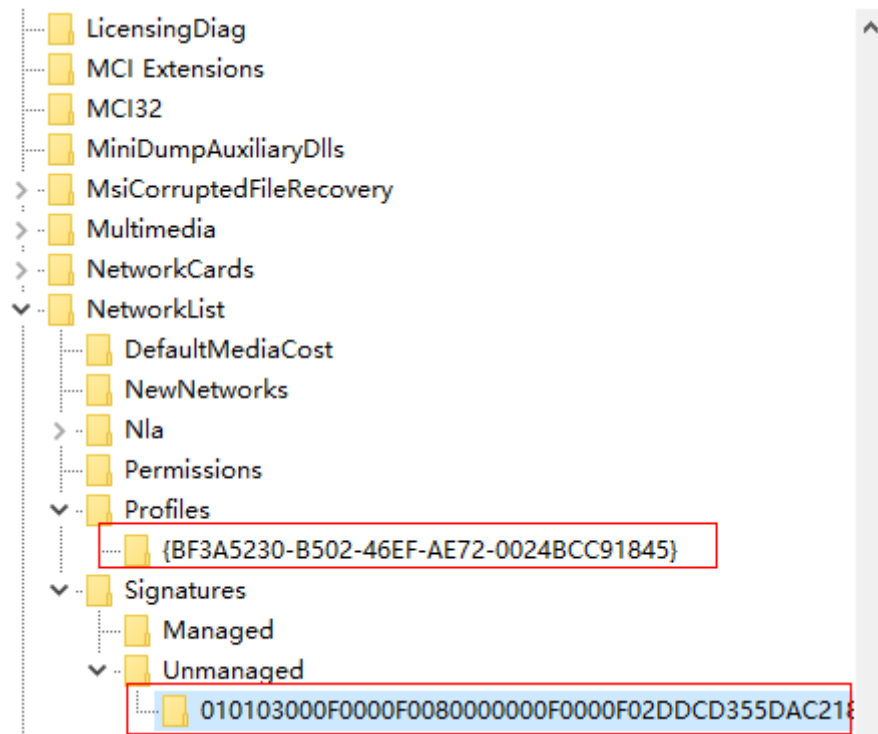 LicensingDiag
MCI Extensions
MCI32
MiniDumpAuxiliaryDlls
MsiCorruptedFileRecovery
Multimedia
NetworkCards
NetworkList
DefaultMediaCost
NewNetworks
Nla
Permissions
Profiles
{BF3A5230-B502-46EF-AE72-0024BCC91845}
Signatures
Managed
Unmanaged
010103000F0000F0080000000F0000F02DDCD355DAC218